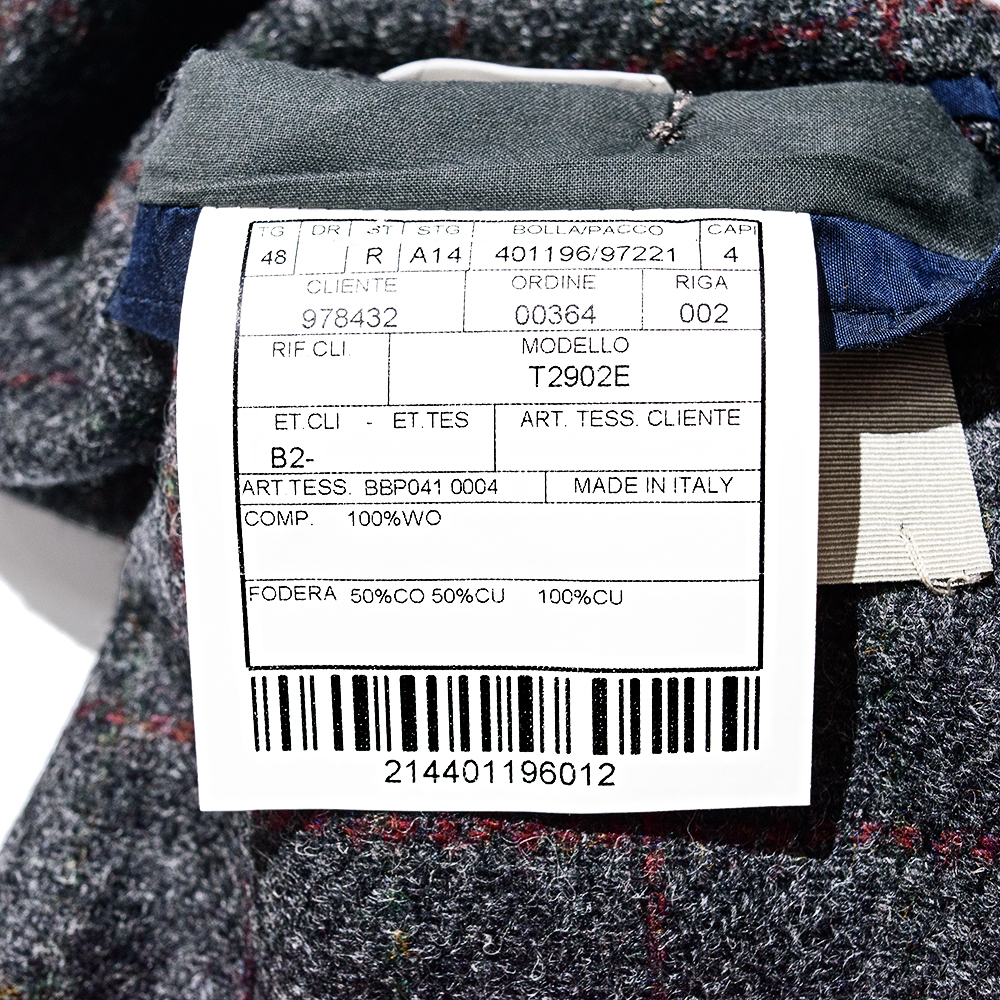 TG DR ST STG BOLLA/PACCO CAPI
48 R A14 401196/97221 4
CLIENTE ORDINE RIGA
978432 00364 002
RIF CLI. MODELLO
T2902E
ET.CLI - ET.TES ART. TESS. CLIENTE
B2-
ART.TESS. BBP041 0004 MADE IN ITALY
COMP. 100%WO
FODERA 50%CO 50%CU 100%CU
214401196012